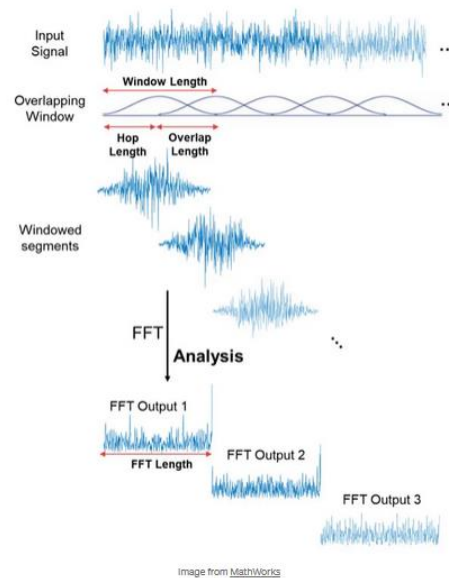 Input
Signal
Window Length
Overlapping
Window
Hop
Length
Overlap
Length
Windowed
segments
FFT
Analysis
FFT Output 1
FFT Length
FFT Output 2
FFT Output 3
Image from MathWorks